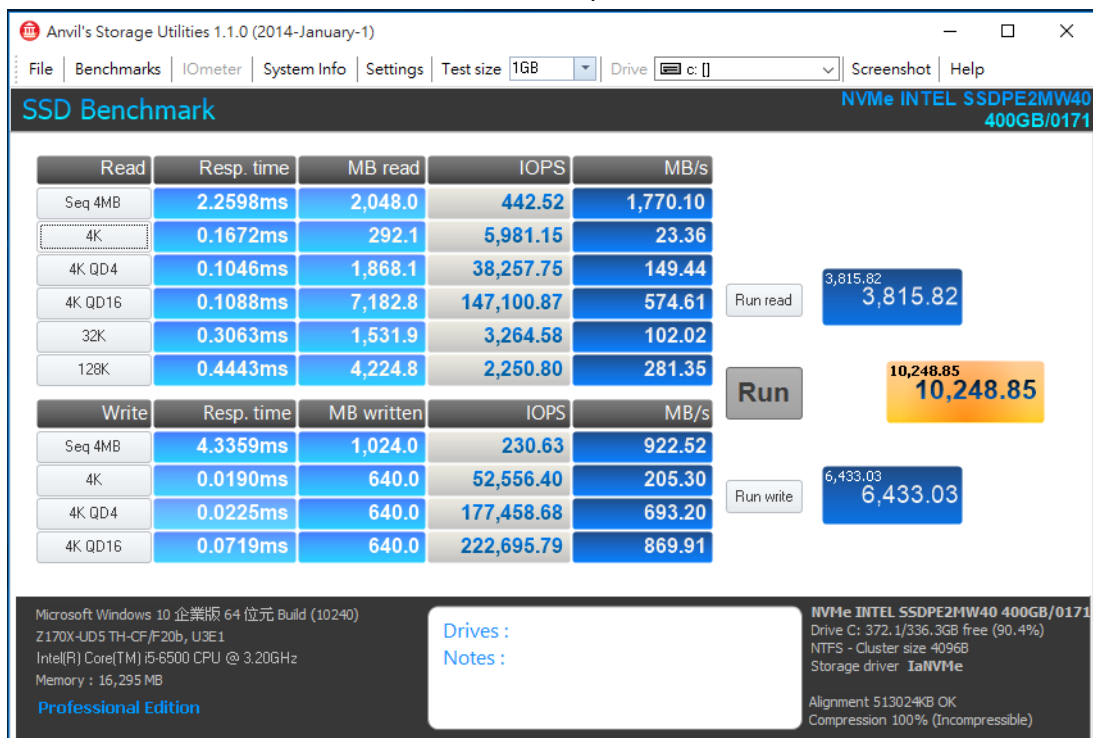 Anvil's Storage Utilities 1.1.0 (2014-January-1)
File Benchmarks IOmeter System Info Settings Test size 1GB Drive c: [] Screenshot Help
SSD Benchmark
NVMe INTEL SSDPE2MW40
400GB/0171
Read Resp. time MB read IOPS MB/s
Seq 4MB 2.2598ms 2,048.0 442.52 1,770.10
4K 0.1672ms 292.1 5,981.15 23.36
4K QD4 0.1046ms 1,868.1 38,257.75 149.44
4K QD16 0.1088ms 7,182.8 147,100.87 574.61
32K 0.3063ms 1,531.9 3,264.58 102.02
128K 0.4443ms 4,224.8 2,250.80 281.35
Run read
3,815.82
3,815.82
Run
10,248.85
10,248.85
Write Resp. time MB written IOPS MB/s
Seq 4MB 4.3359ms 1,024.0 230.63 922.52
4K 0.0190ms 640.0 52,556.40 205.30
4K QD4 0.0225ms 640.0 177,458.68 693.20
4K QD16 0.0719ms 640.0 222,695.79 869.91
Run write
6,433.03
6,433.03
Microsoft Windows 10 企業版 64 位元 Build (10240)
Z170X-UD5 TH-CF/F20b, U3E1
Intel(R) Core(TM) i5-6500 CPU @ 3.20GHz
Memory : 16,295 MB
Professional Edition
Drives :
Notes :
NVMe INTEL SSDPE2MW40 400GB/0171
Drive C: 372.1/336.3GB free (90.4%)
NTFS - Cluster size 4096B
Storage driver IaNVMe
Alignment 513024KB OK
Compression 100% (Incompressible)